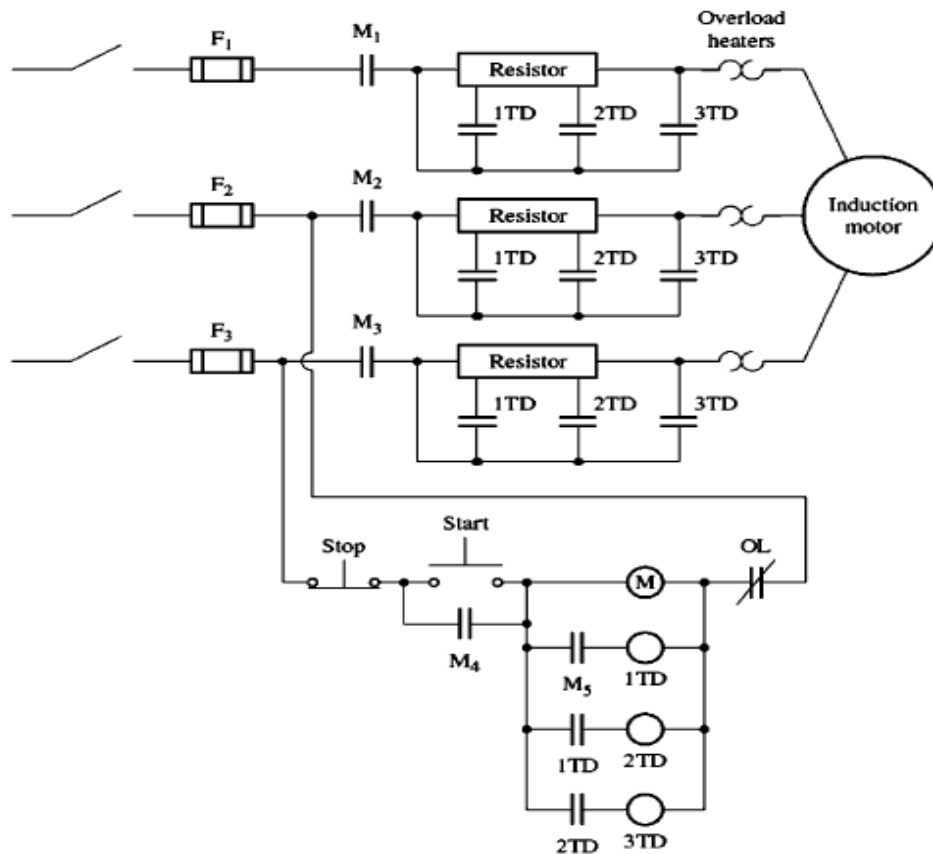 Overload
heaters
F1
M1
Resistor
1TD
2TD
3TD
F2
M2
Resistor
Induction
motor
1TD
2TD
3TD
F3
M3
Resistor
1TD
2TD
3TD
Start
Stop
OL
M
M4
M5
1TD
1TD
2TD
2TD
3TD